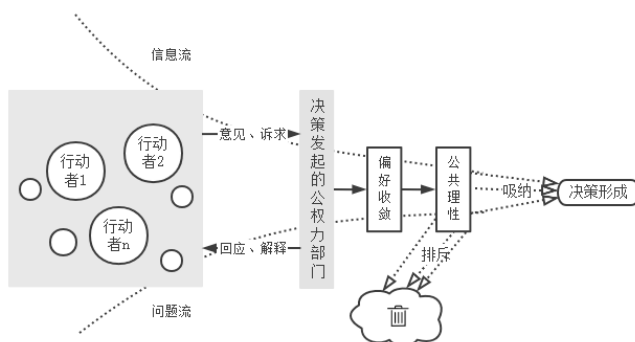 信息流
行动
者1
行动
者2
行动
者n
意见、诉求
回应、解释
决策发起的公权力部门
偏好收敛
公共理性
吸纳
决策形成
排斥
问题流